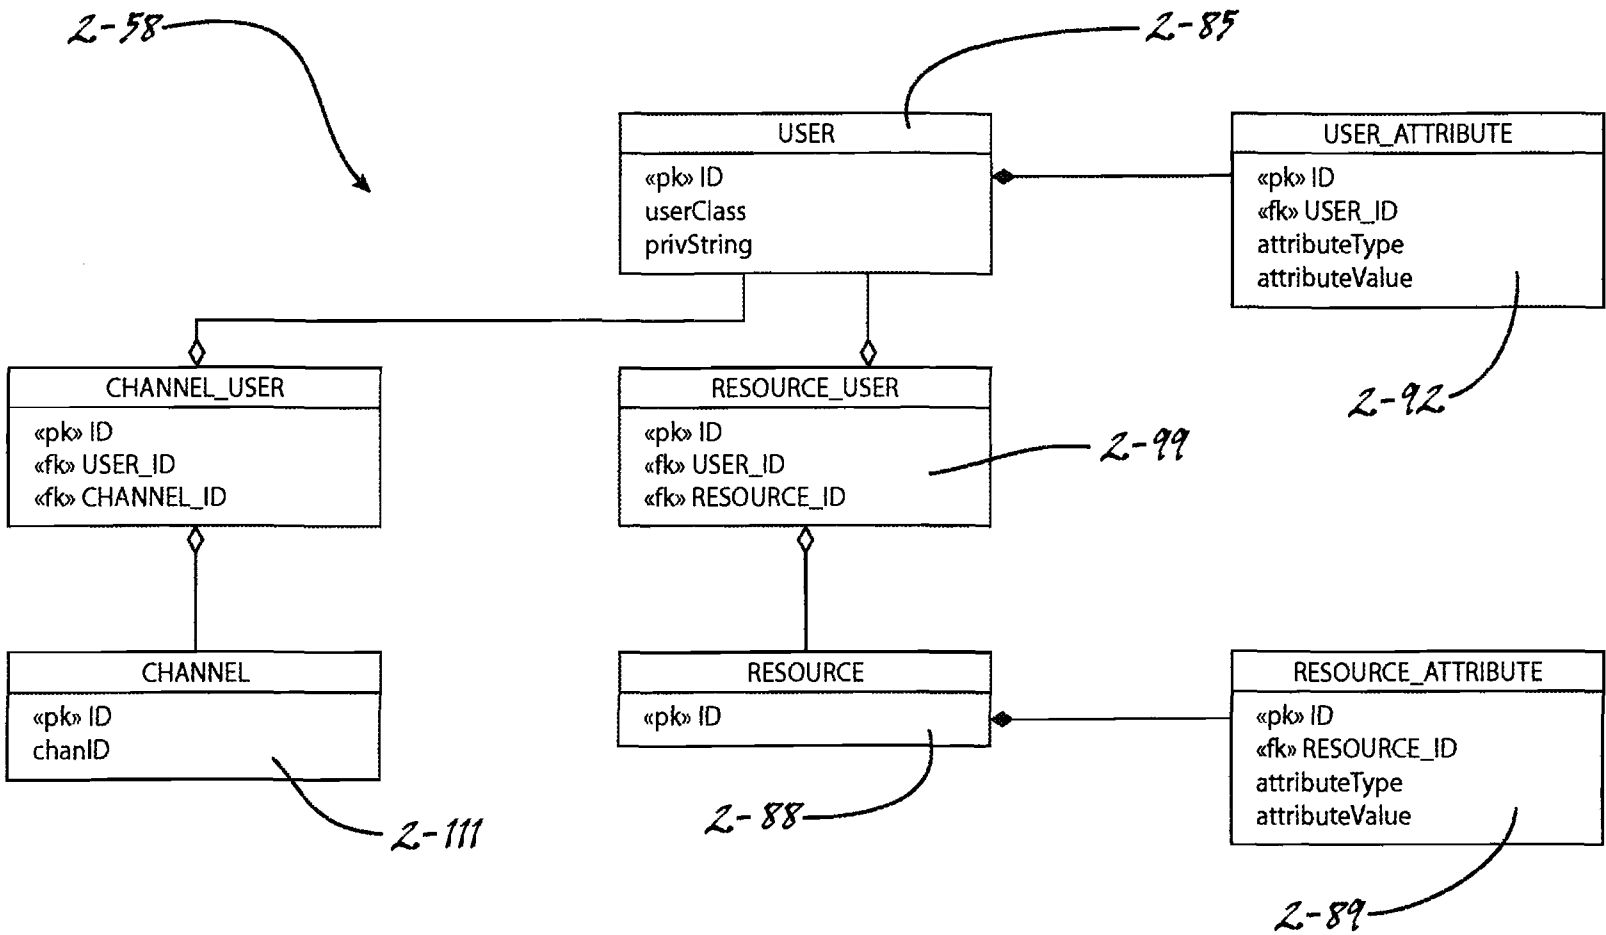 2-58
2-85
USER
«pk» ID
userClass
privString
USER_ATTRIBUTE
«pk» ID
«fk» USER_ID
attributeType
attributeValue
2-92
CHANNEL_USER
«pk» ID
«fk» USER_ID
«fk» CHANNEL_ID
RESOURCE_USER
«pk» ID
«fk» USER_ID
«fk» RESOURCE_ID
2-99
CHANNEL
«pk» ID
chanID
2-111
RESOURCE
«pk» ID
2-88
RESOURCE_ATTRIBUTE
«pk» ID
«fk» RESOURCE_ID
attributeType
attributeValue
2-89